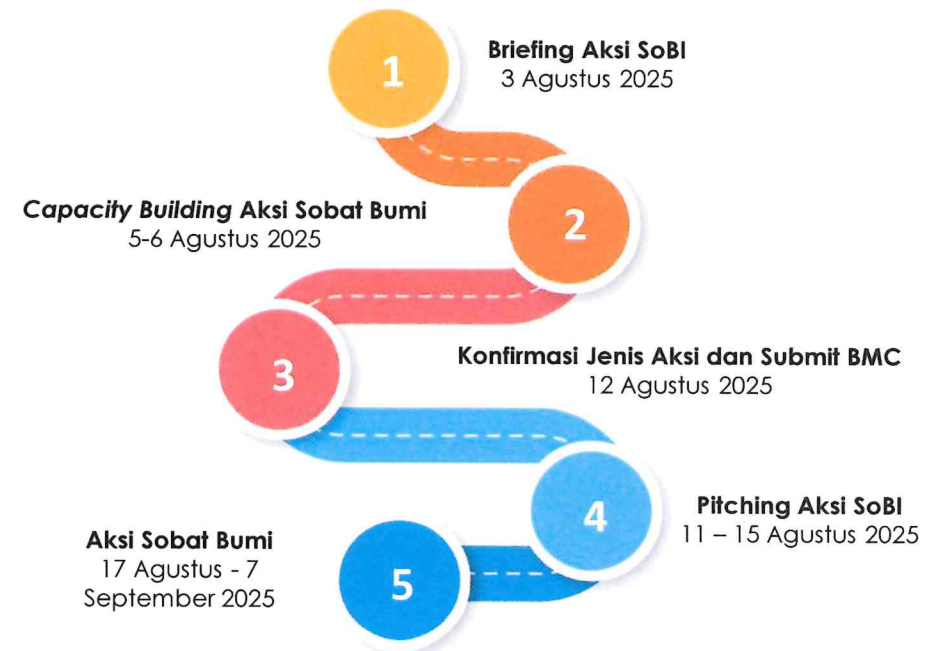 1
Briefing Aksi SoBI
3 Agustus 2025
2
Capacity Building Aksi Sobat Bumi
5-6 Agustus 2025
3
Konfirmasi Jenis Aksi dan Submit BMC
12 Agustus 2025
4
Pitching Aksi SoBI
11 – 15 Agustus 2025
5
Aksi Sobat Bumi
17 Agustus - 7
September 2025